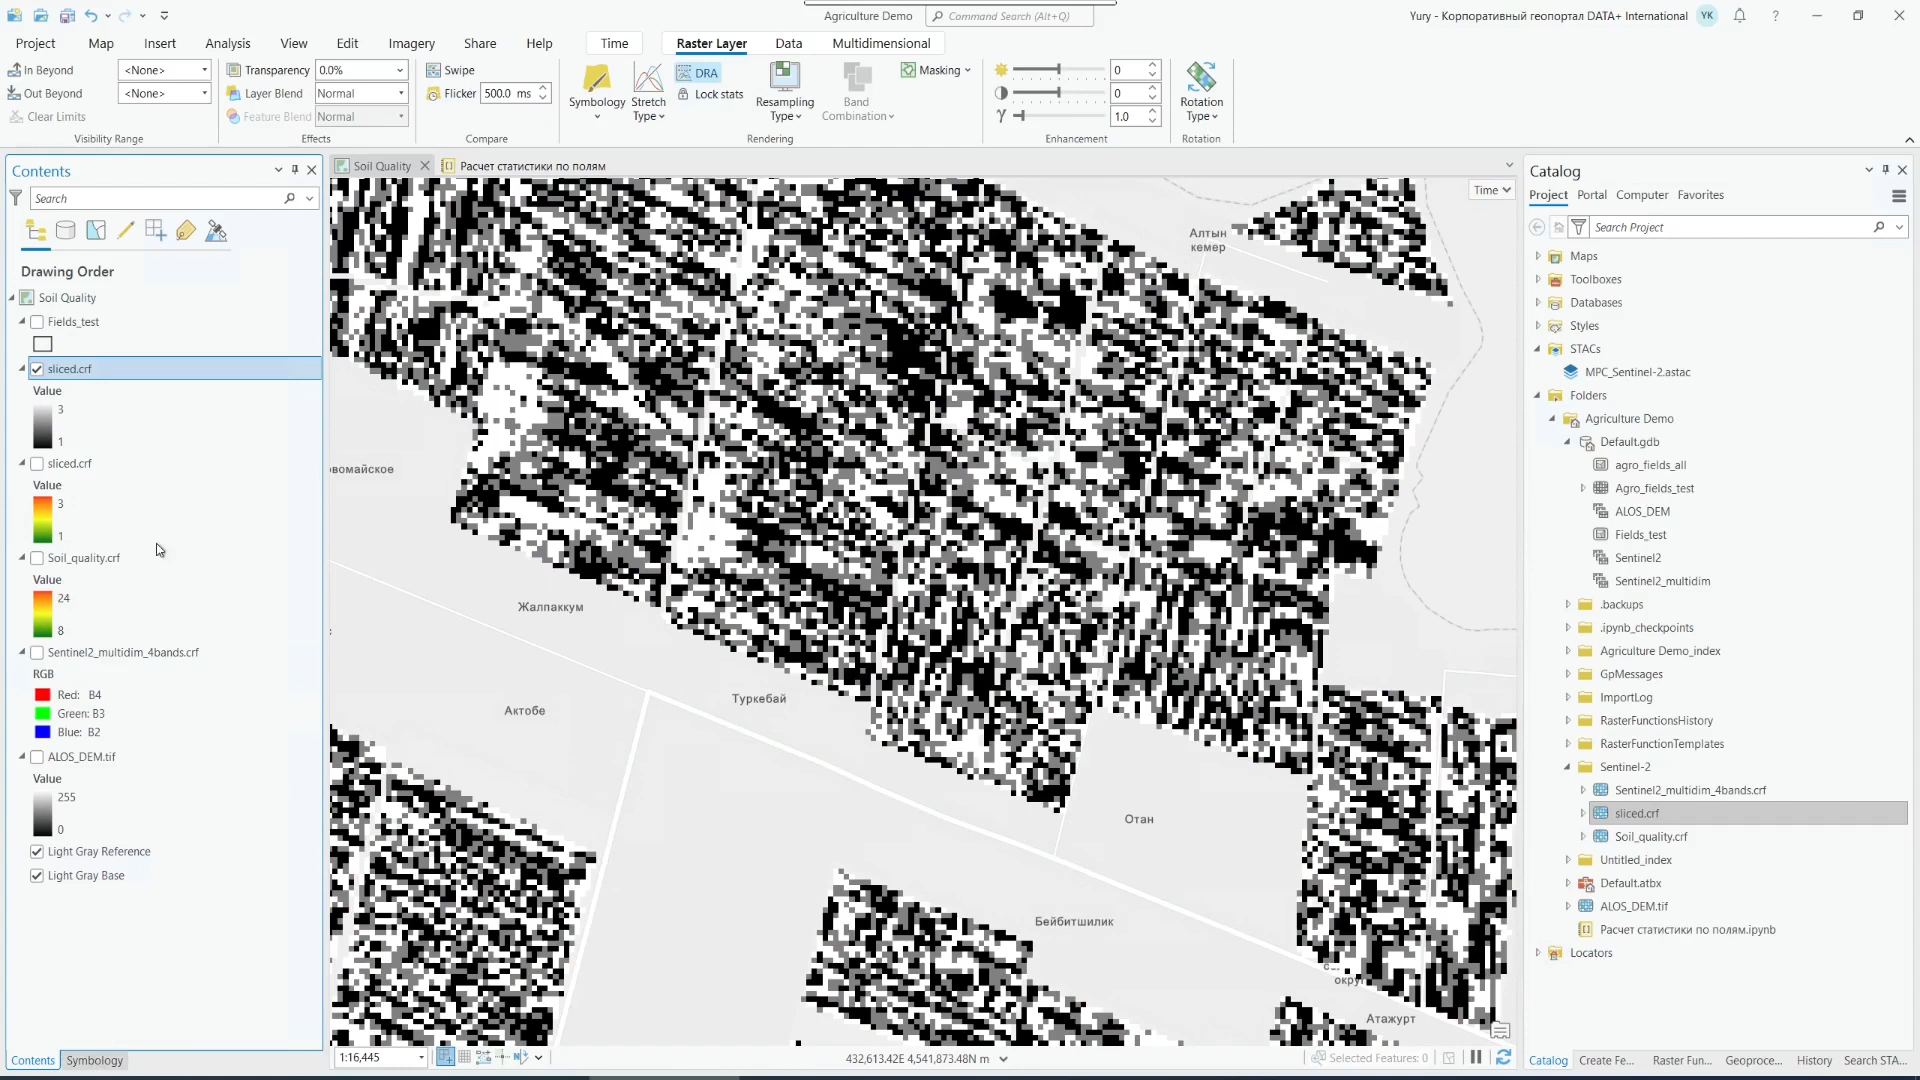 Agriculture Demo
Command Search (Alt+Q)
Yury - Корпоративный геопортал DATA+ International
YK
?
Project
Map
Insert
Analysis
View
Edit
Imagery
Share
Help
Time
Raster Layer
Data
Multidimensional
In Beyond
<None>
Out Beyond
<None>
Clear Limits
Visibility Range
Transparency
0.0%
Layer Blend
Normal
Feature Blend
Normal
Effects
Swipe
Flicker
500.0 ms
Compare
Symbology
Stretch
Type
DRA
Lock stats
Resampling
Type
Band
Combination
Masking
Rendering
0
0
1.0
Enhancement
Rotation
Type
Rotation
Contents
Search
Drawing Order
Soil Quality
Fields_test
sliced.crf
Value
3
1
sliced.crf
Value
3
1
Soil_quality.crf
Value
24
8
Sentinel2_multidim_4bands.crf
RGB
Red: B4
Green: B3
Blue: B2
ALOS_DEM.tif
Value
255
0
Light Gray Reference
Light Gray Base
Contents
Symbology
Soil Quality
Расчет статистики по полям
Time
Алтын
кемер
ｏвомайское
Жалпаккум
Туркебай
Актобе
Отан
Бейбитшилик
округ
Атажурт
1:16,445
432,613.42E 4,541,873.48N m
Selected Features: 0
Catalog
Project
Portal
Computer
Favorites
Search Project
Maps
Toolboxes
Databases
Styles
STACs
MPC_Sentinel-2.astac
Folders
Agriculture Demo
Default.gdb
agro_fields_all
Agro_fields_test
ALOS_DEM
Fields_test
Sentinel2
Sentinel2_multidim
.backups
.ipynb_checkpoints
Agriculture Demo_index
GpMessages
ImportLog
RasterFunctionsHistory
RasterFunctionTemplates
Sentinel-2
Sentinel2_multidim_4bands.crf
sliced.crf
Soil_quality.crf
Untitled_index
Default.atbx
ALOS_DEM.tif
Расчет статистики по полям.ipynb
Locators
Catalog
Create Fe...
Raster Fun...
Geoproce...
History
Search STA...